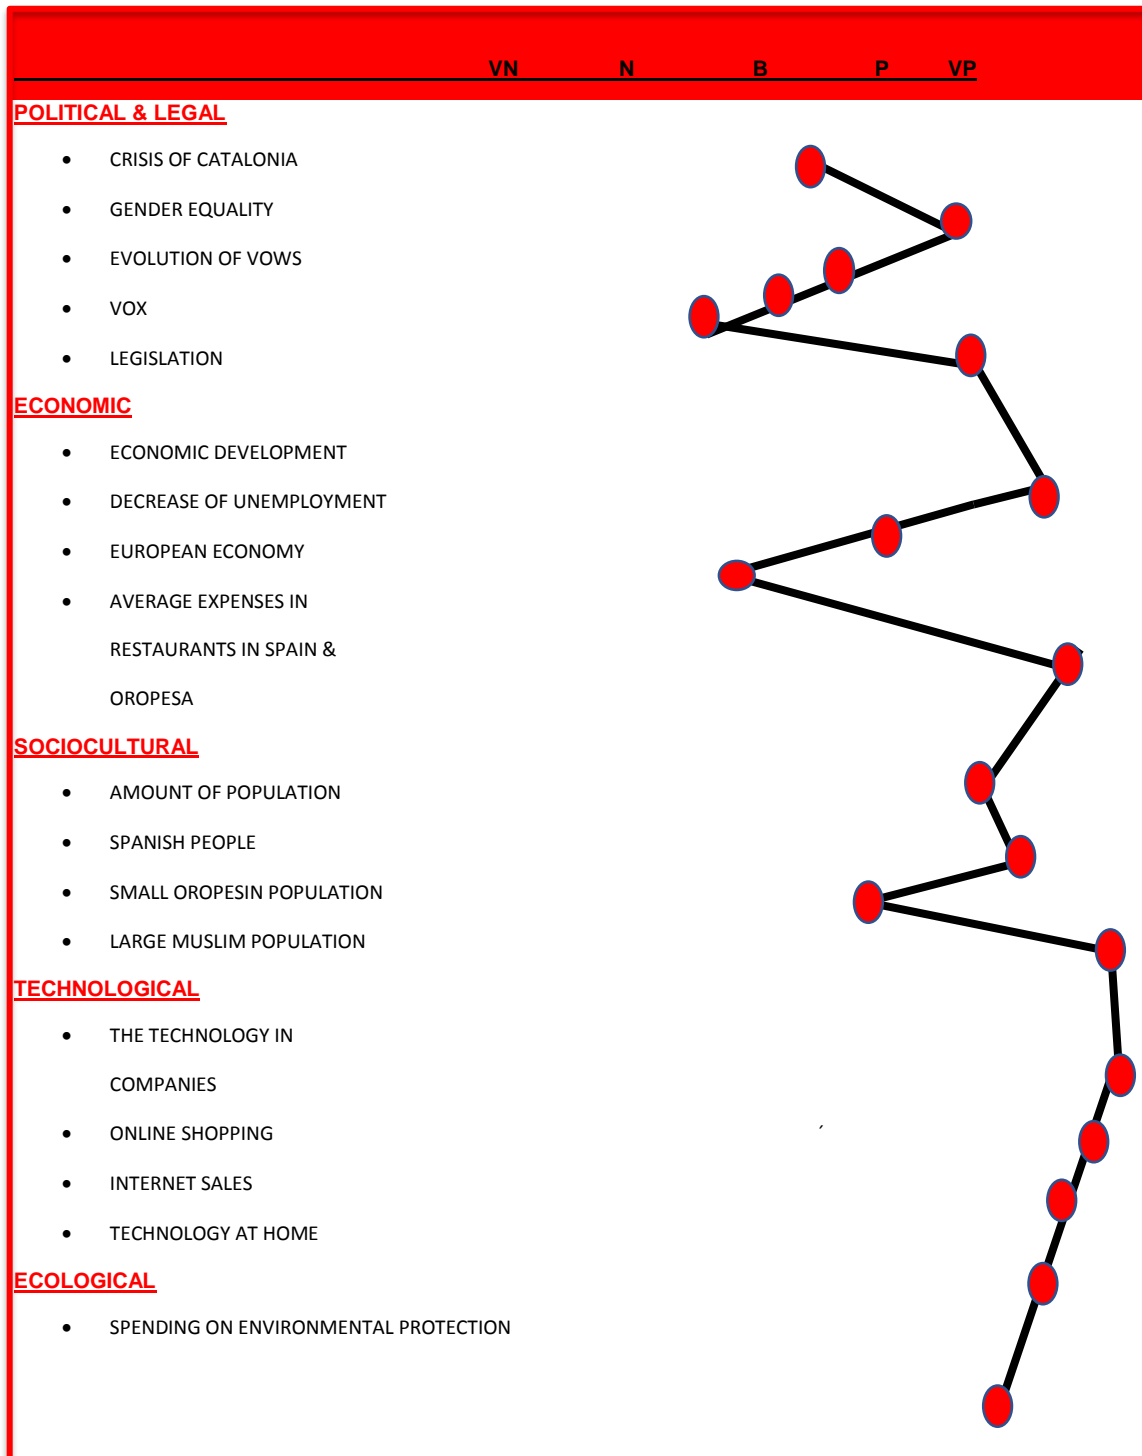 VN N B P VP
POLITICAL & LEGAL
• CRISIS OF CATALONIA
• GENDER EQUALITY
• EVOLUTION OF VOWS
• VOX
• LEGISLATION
ECONOMIC
• ECONOMIC DEVELOPMENT
• DECREASE OF UNEMPLOYMENT
• EUROPEAN ECONOMY
• AVERAGE EXPENSES IN
RESTAURANTS IN SPAIN &
OROPESA
SOCIOCULTURAL
• AMOUNT OF POPULATION
• SPANISH PEOPLE
• SMALL OROPESIN POPULATION
• LARGE MUSLIM POPULATION
TECHNOLOGICAL
• THE TECHNOLOGY IN
COMPANIES
• ONLINE SHOPPING ´
• INTERNET SALES
• TECHNOLOGY AT HOME
ECOLOGICAL
• SPENDING ON ENVIRONMENTAL PROTECTION